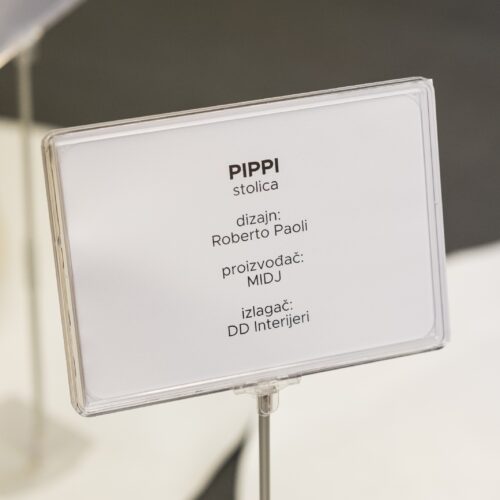 PIPPI
stolica
dizajn:
Roberto Paoli
proizvođač:
MIDJ
izlagač:
DD Interijeri